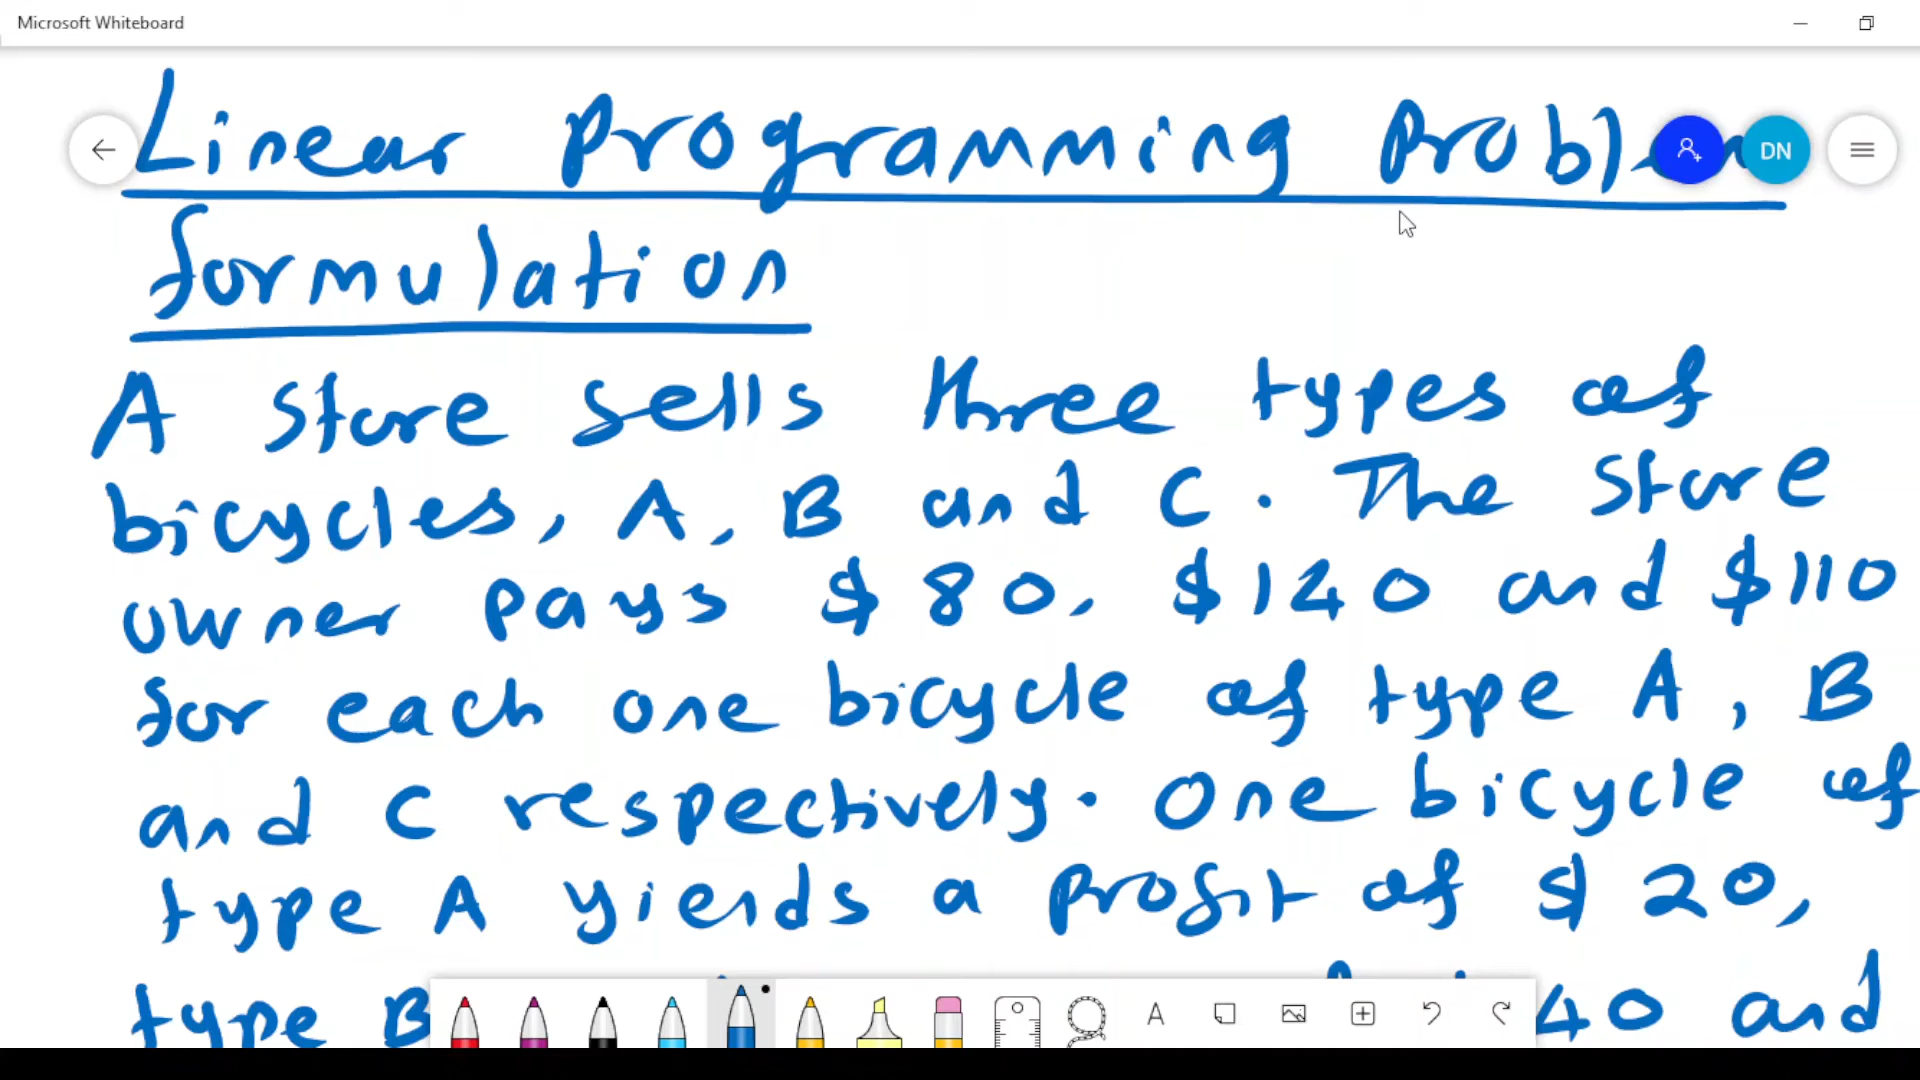 Microsoft Whiteboard
Linear Programming
formulation
DN
A store sells three types of
bicycles, A, B and C. The store
owner pays $80, $140 and $110
for each one bicycle of type A, B
and C respectively. One bicycle of
type A yields a profit of $20,
type B 40 and